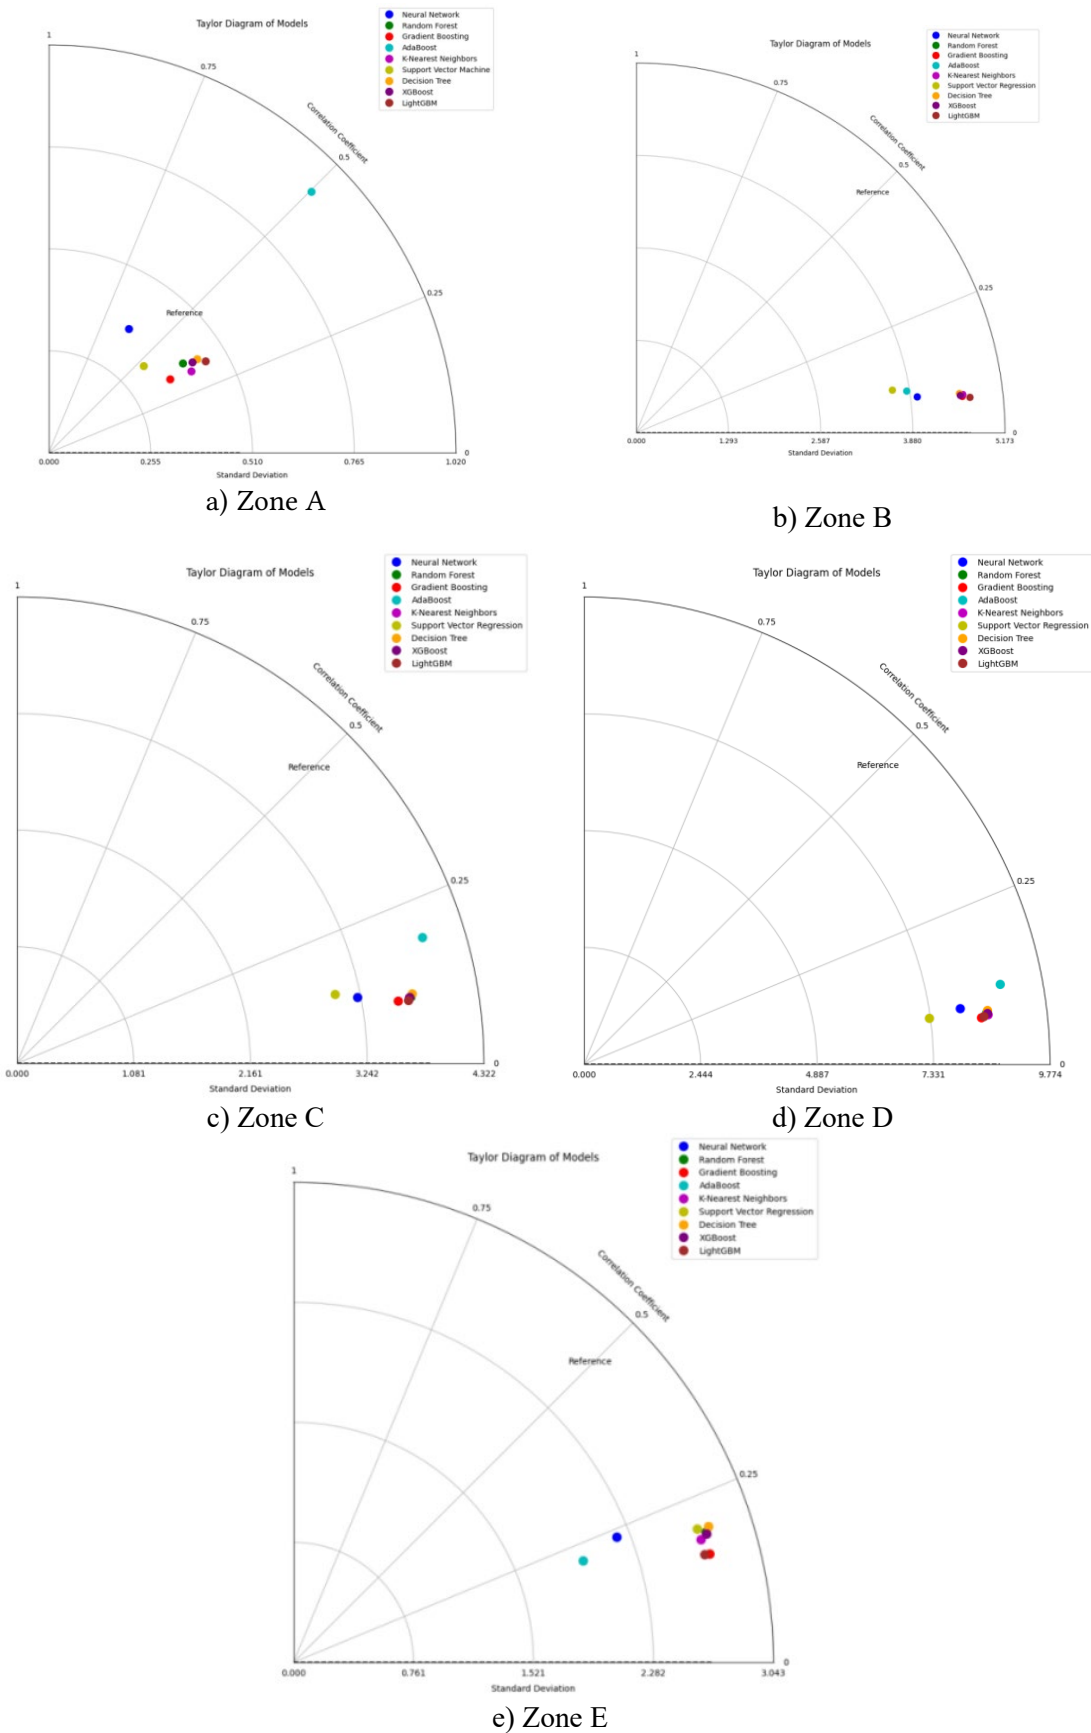 Taylor Diagram of Models
Neural Network
Random Forest
Gradient Boosting
AdaBoost
K-Nearest Neighbors
Support Vector Machine
Decision Tree
XGBoost
LightGBM
1
0.75
Correlation Coefficient
0.5
Reference
0.25
0
0.000 0.255 0.510 0.765 1.020
Standard Deviation
a) Zone A
Taylor Diagram of Models
Neural Network
Random Forest
Gradient Boosting
AdaBoost
K-Nearest Neighbors
Support Vector Regression
Decision Tree
XGBoost
LightGBM
1
0.75
Correlation Coefficient
0.5
Reference
0.25
0
0.000 1.293 2.587 3.880 5.173
Standard Deviation
b) Zone B
Taylor Diagram of Models
Neural Network
Random Forest
Gradient Boosting
AdaBoost
K-Nearest Neighbors
Support Vector Regression
Decision Tree
XGBoost
LightGBM
1
0.75
Correlation Coefficient
0.5
Reference
0.25
0
0.000 1.081 2.161 3.242 4.322
Standard Deviation
c) Zone C
Taylor Diagram of Models
Neural Network
Random Forest
Gradient Boosting
AdaBoost
K-Nearest Neighbors
Support Vector Regression
Decision Tree
XGBoost
LightGBM
1
0.75
Correlation Coefficient
0.5
Reference
0.25
0
0.000 2.444 4.887 7.331 9.774
Standard Deviation
d) Zone D
Taylor Diagram of Models
Neural Network
Random Forest
Gradient Boosting
AdaBoost
K-Nearest Neighbors
Support Vector Regression
Decision Tree
XGBoost
LightGBM
1
0.75
Correlation Coefficient
0.5
Reference
0.25
0
0.000 0.761 1.521 2.282 3.043
Standard Deviation
e) Zone E